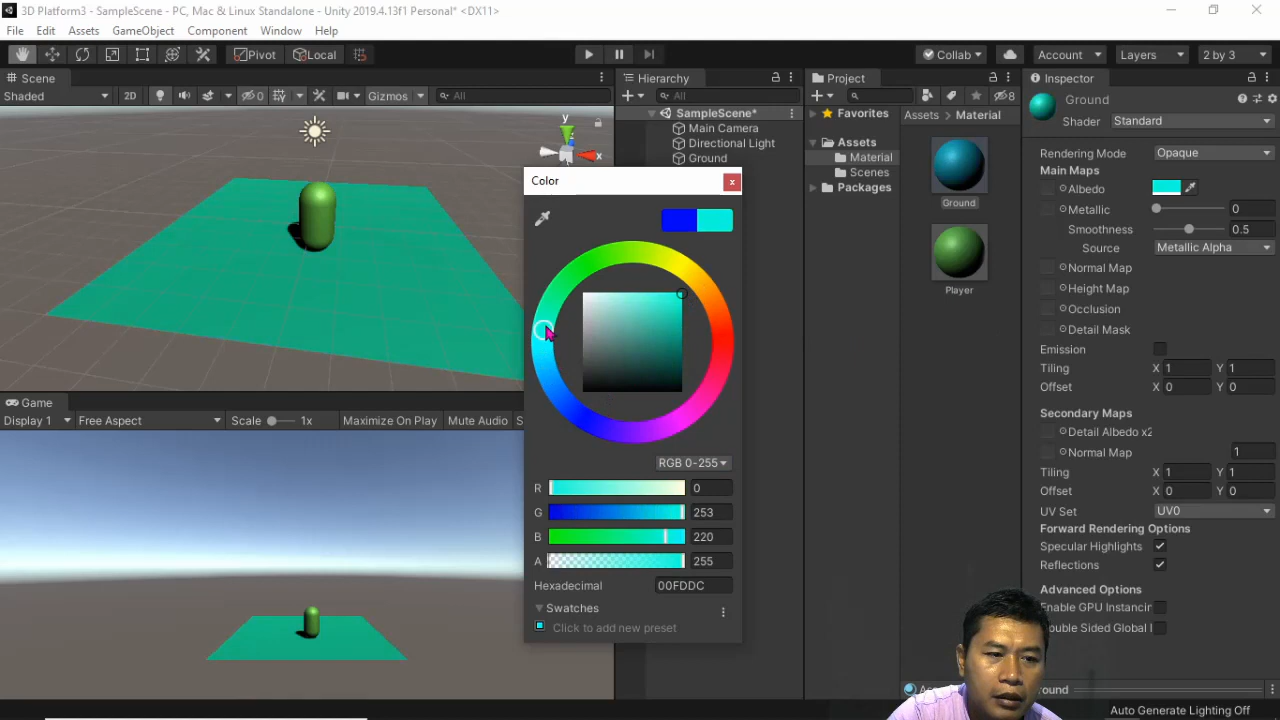 3D Platform3 - SampleScene - PC, Mac & Linux Standalone - Unity 2019.4.13f1 Personal* <DX11>
File Edit Assets GameObject Component Window Help
Pivot Local Collab Account Layers 2 by 3
Scene
Shaded 2D 0 Gizmos All
y
x
Game
Display 1 Free Aspect Scale 1x Maximize On Play Mute Audio S
Hierarchy
All
SampleScene*
Main Camera
Directional Light
Ground
Project
8
Favorites
Assets
Material
Scenes
Packages
Assets Material
Ground
Player
Color
RGB 0-255
R 0
G 253
B 220
A 255
Hexadecimal 00FDDC
Swatches
Click to add new preset
Inspector
Ground
Shader Standard
Rendering Mode Opaque
Main Maps
Albedo
Metallic 0
Smoothness 0.5
Source Metallic Alpha
Normal Map
Height Map
Occlusion
Detail Mask
Emission
Tiling X 1 Y 1
Offset X 0 Y 0
Secondary Maps
Detail Albedo x2
Normal Map 1
Tiling X 1 Y 1
Offset X 0 Y 0
UV Set UV0
Forward Rendering Options
Specular Highlights
Reflections
Advanced Options
Enable GPU Instancin
ouble Sided Global I
round
Auto Generate Lighting Off